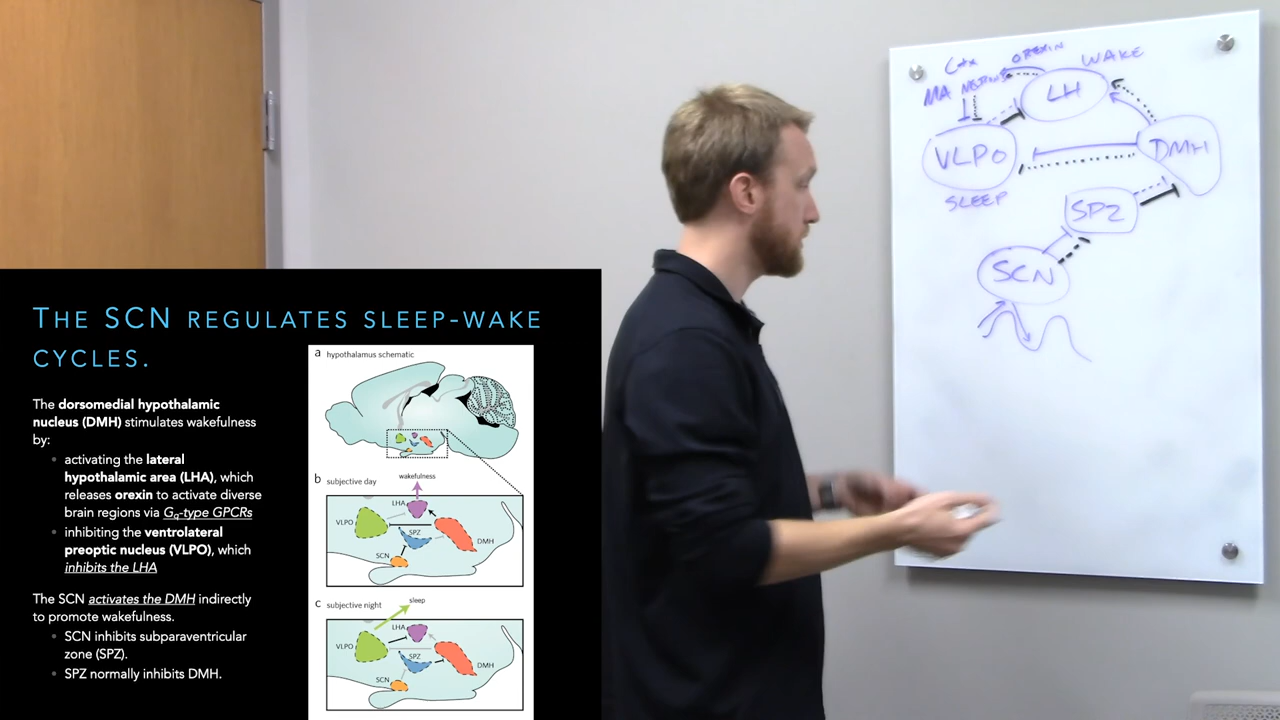 THE SCN REGULATES SLEEP-WAKE
CYCLES.
The dorsomedial hypothalamic
nucleus (DMH) stimulates wakefulness
by:
activating the lateral
hypothalamic area (LHA), which
releases orexin to activate diverse
brain regions via Gq-type GPCRs
inhibiting the ventrolateral
preoptic nucleus (VLPO), which
inhibits the LHA
The SCN activates the DMH indirectly
to promote wakefulness.
SCN inhibits subparaventricular
zone (SPZ).
SPZ normally inhibits DMH.
a hypothalamus schematic
b subjective day
wakefulness
LHA
VLPO
SPZ
DMH
SCN
c subjective night
sleep
LHA
VLPO
SPZ
DMH
SCN
Ctx OREXIN WAKE
MA
LH
VLPO
DMH
SLEEP
SPZ
SCN